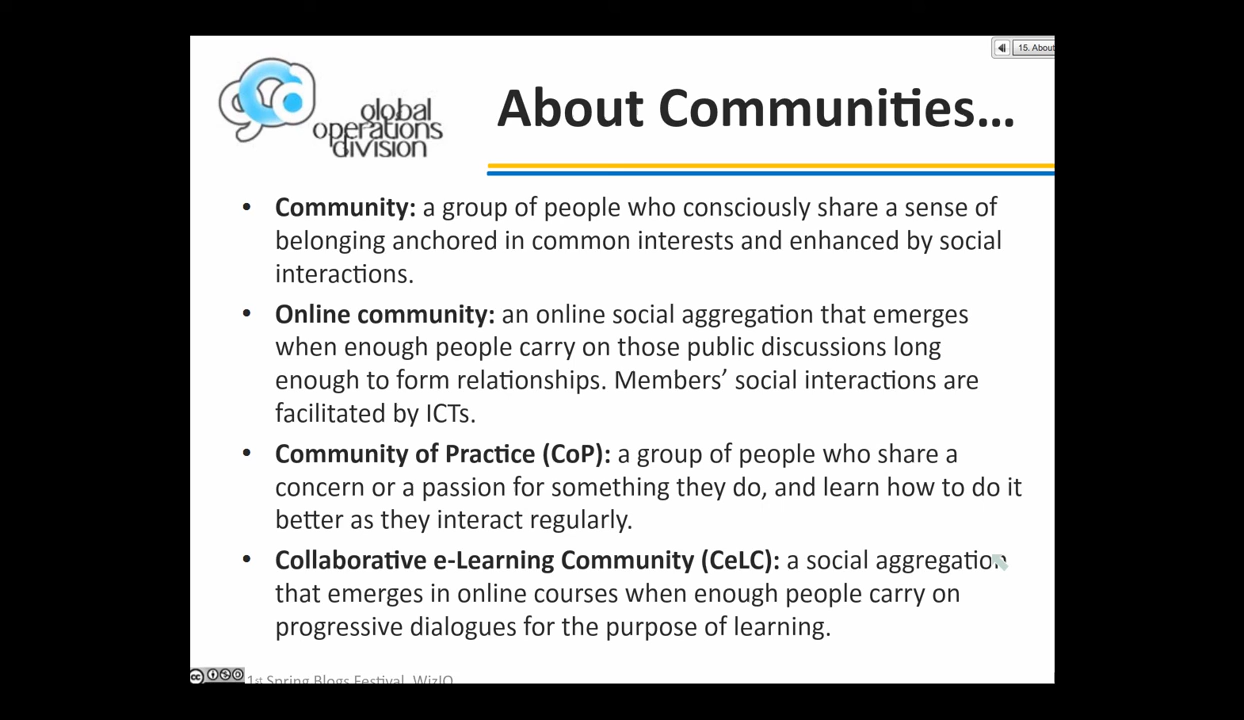 15. About
global
operations
division
About Communities...
• Community: a group of people who consciously share a sense of
belonging anchored in common interests and enhanced by social
interactions.
• Online community: an online social aggregation that emerges
when enough people carry on those public discussions long
enough to form relationships. Members’ social interactions are
facilitated by ICTs.
• Community of Practice (CoP): a group of people who share a
concern or a passion for something they do, and learn how to do it
better as they interact regularly.
• Collaborative e-Learning Community (CeLC): a social aggregation
that emerges in online courses when enough people carry on
progressive dialogues for the purpose of learning.
cc
1st Spring Blogs Festival, WizIQ